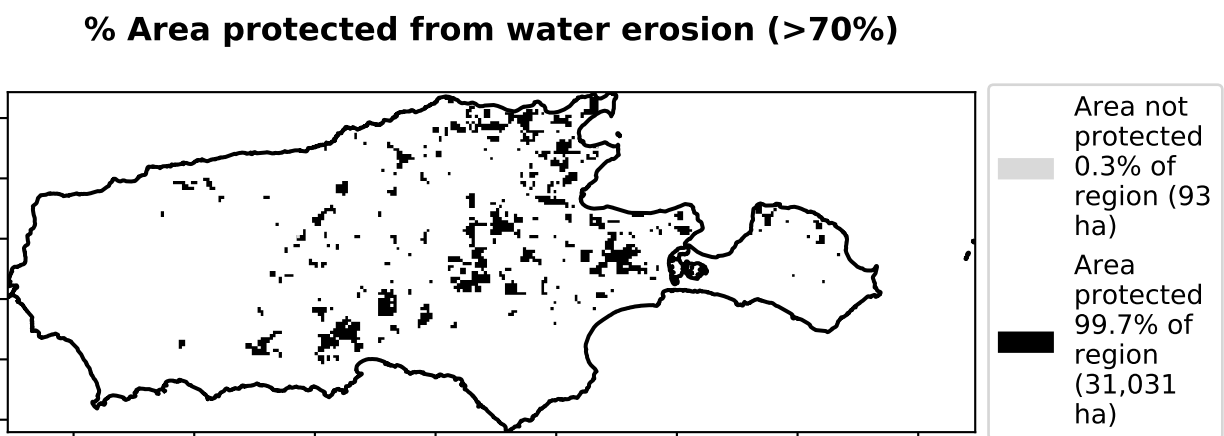 % Area protected from water erosion (>70%)
Area not
protected
0.3% of
region (93
ha)
Area
protected
99.7% of
region
(31,031
ha)